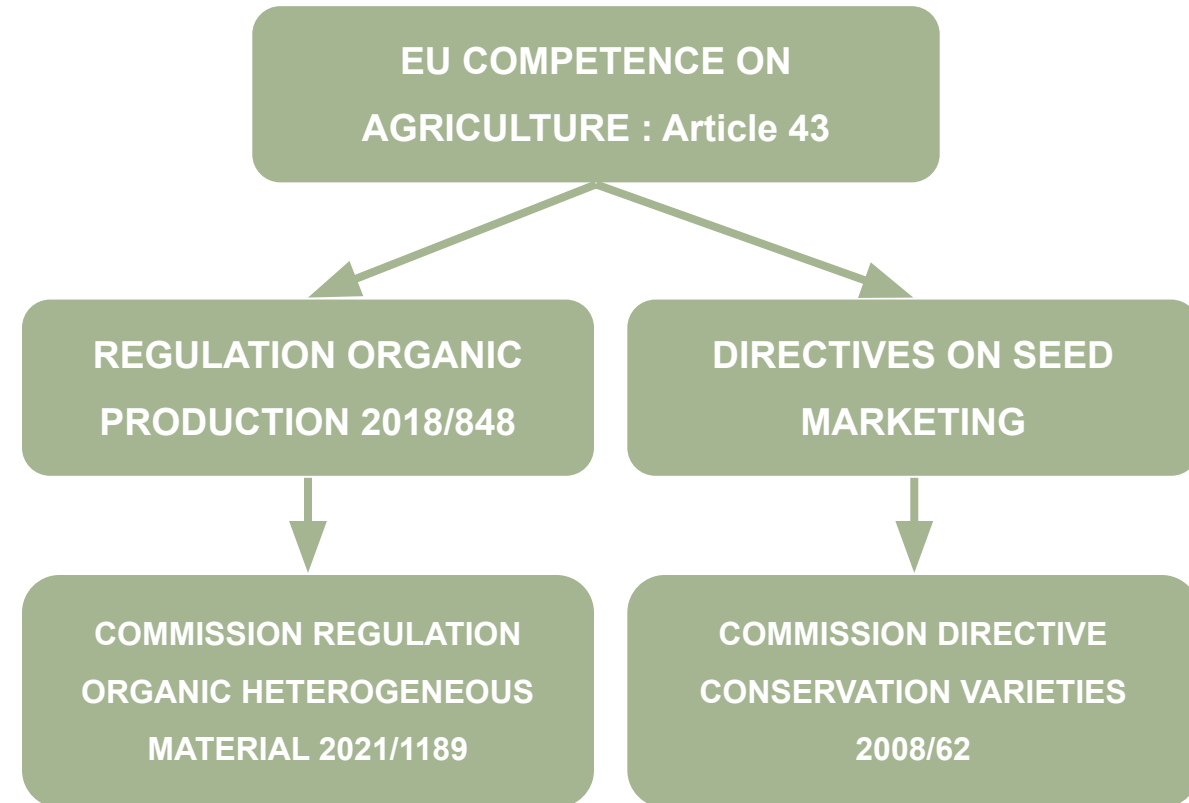 EU COMPETENCE ON
AGRICULTURE : Article 43
REGULATION ORGANIC
PRODUCTION 2018/848
DIRECTIVES ON SEED
MARKETING
COMMISSION REGULATION
ORGANIC HETEROGENEOUS
MATERIAL 2021/1189
COMMISSION DIRECTIVE
CONSERVATION VARIETIES
2008/62